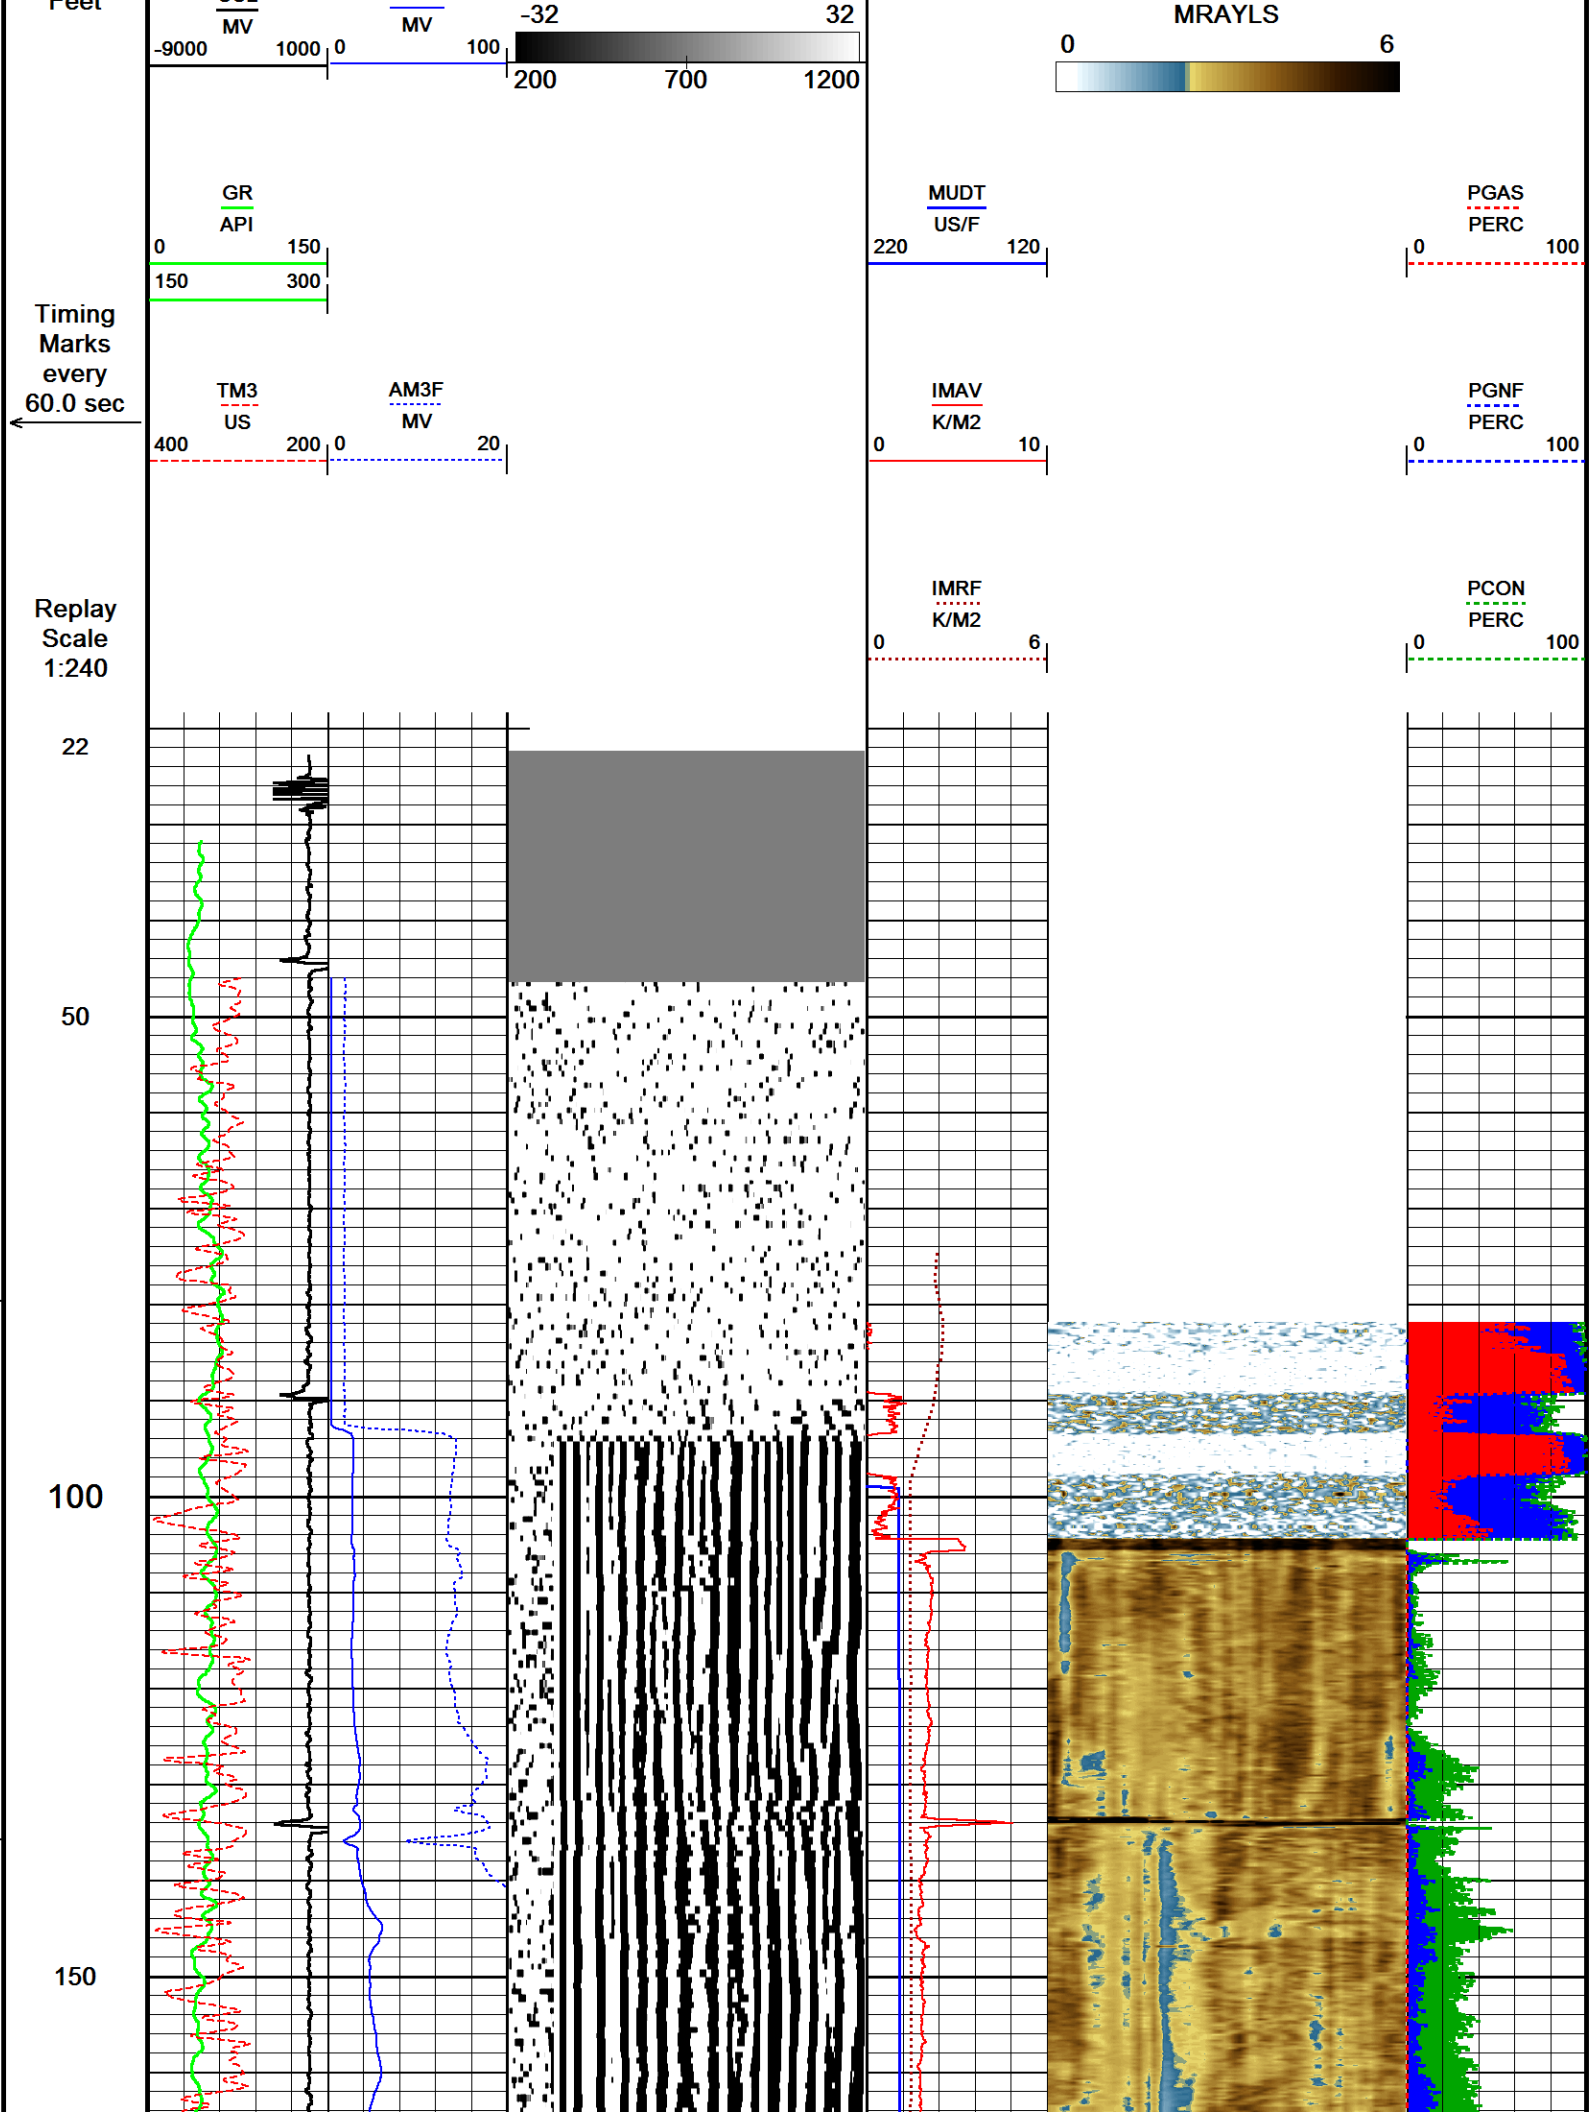 Feet
MV
MV
-9000 1000 0 100
-32 32
200 700 1200
MRAYLS
0 6
GR
API
0 150
150 300
MUDT
US/F
220 120
PGAS
PERC
0 100
Timing
Marks
every
60.0 sec
TM3
US
400 200
AM3F
MV
0 20
IMAV
K/M2
0 10
PGNF
PERC
0 100
Replay
Scale
1:240
IMRF
K/M2
0 6
PCON
PERC
0 100
22
50
100
150